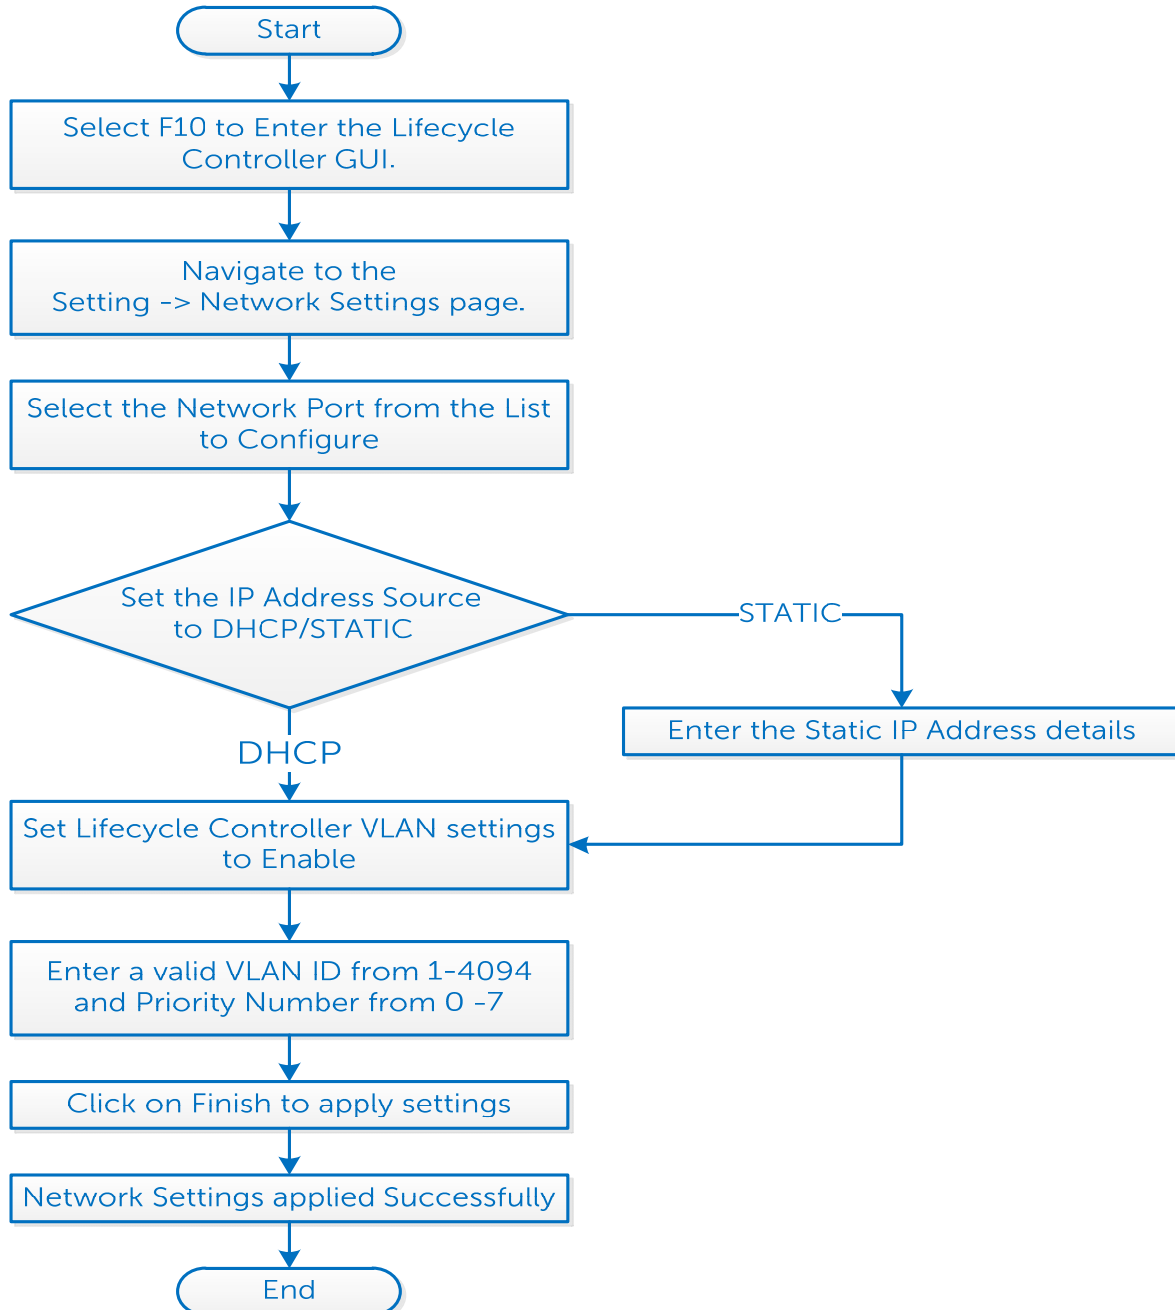 Start
Select F10 to Enter the Lifecycle
Controller GUI.
Navigate to the
Setting -> Network Settings page.
Select the Network Port from the List
to Configure
Set the IP Address Source
to DHCP/STATIC
STATIC
Enter the Static IP Address details
DHCP
Set Lifecycle Controller VLAN settings
to Enable
Enter a valid VLAN ID from 1-4094
and Priority Number from 0 -7
Click on Finish to apply settings
Network Settings applied Successfully
End